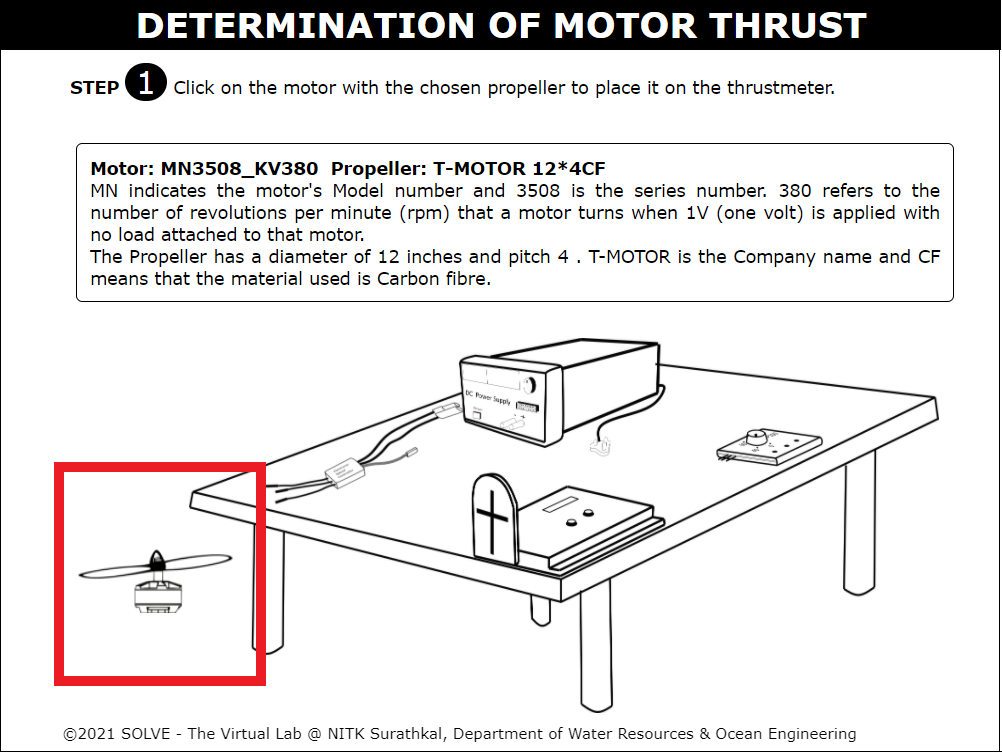 DETERMINATION OF MOTOR THRUST
STEP 1 Click on the motor with the chosen propeller to place it on the thrustmeter.
Motor: MN3508_KV380 Propeller: T-MOTOR 12*4CF
MN indicates the motor's Model number and 3508 is the series number. 380 refers to the
number of revolutions per minute (rpm) that a motor turns when 1V (one volt) is applied with
no load attached to that motor.
The Propeller has a diameter of 12 inches and pitch 4 . T-MOTOR is the Company name and CF
means that the material used is Carbon fibre.
DC Power Supply
©2021 SOLVE - The Virtual Lab @ NITK Surathkal, Department of Water Resources & Ocean Engineering